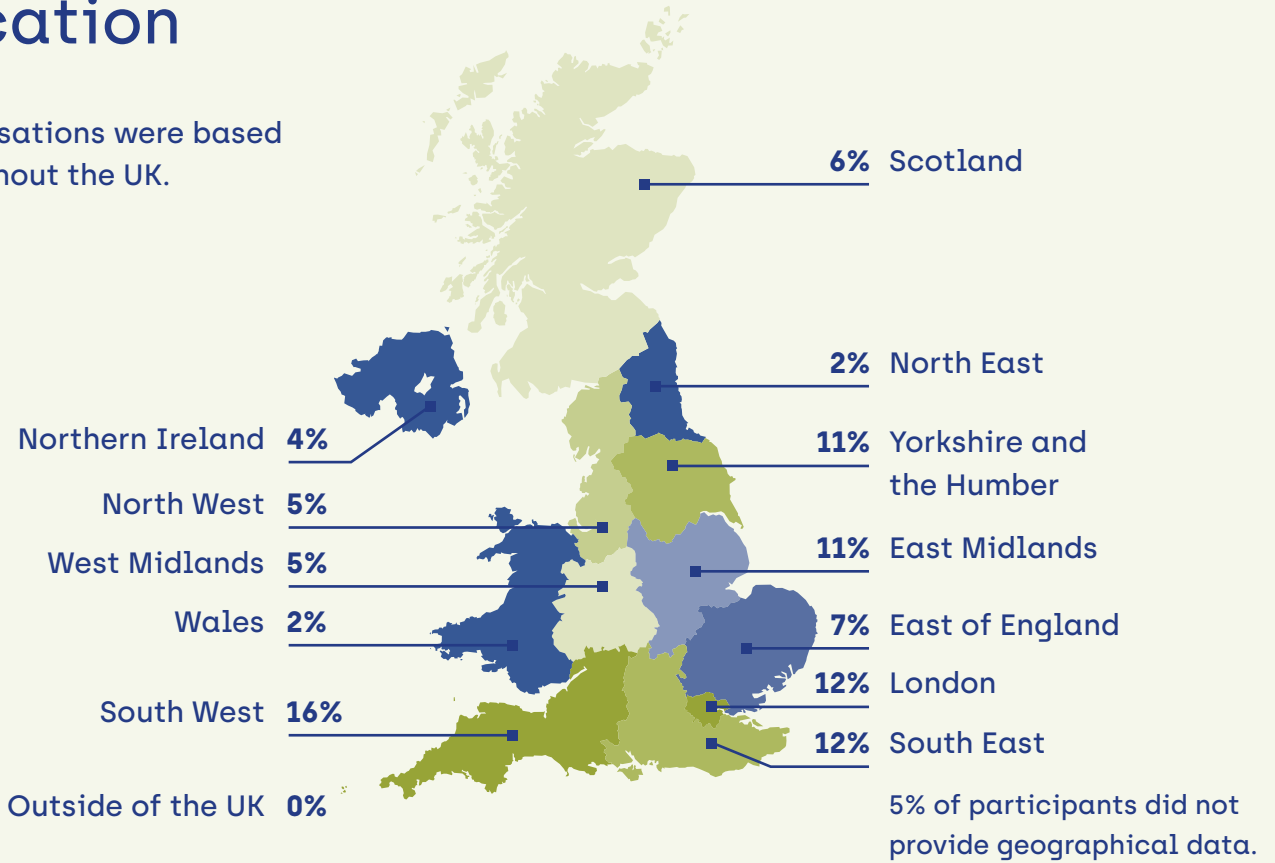 cation
sations were based
hout the UK.
6% Scotland
2% North East
Northern Ireland 4%
11% Yorkshire and
the Humber
North West 5%
11% East Midlands
West Midlands 5%
Wales 2%
7% East of England
12% London
South West 16%
12% South East
Outside of the UK 0%
5% of participants did not
provide geographical data.